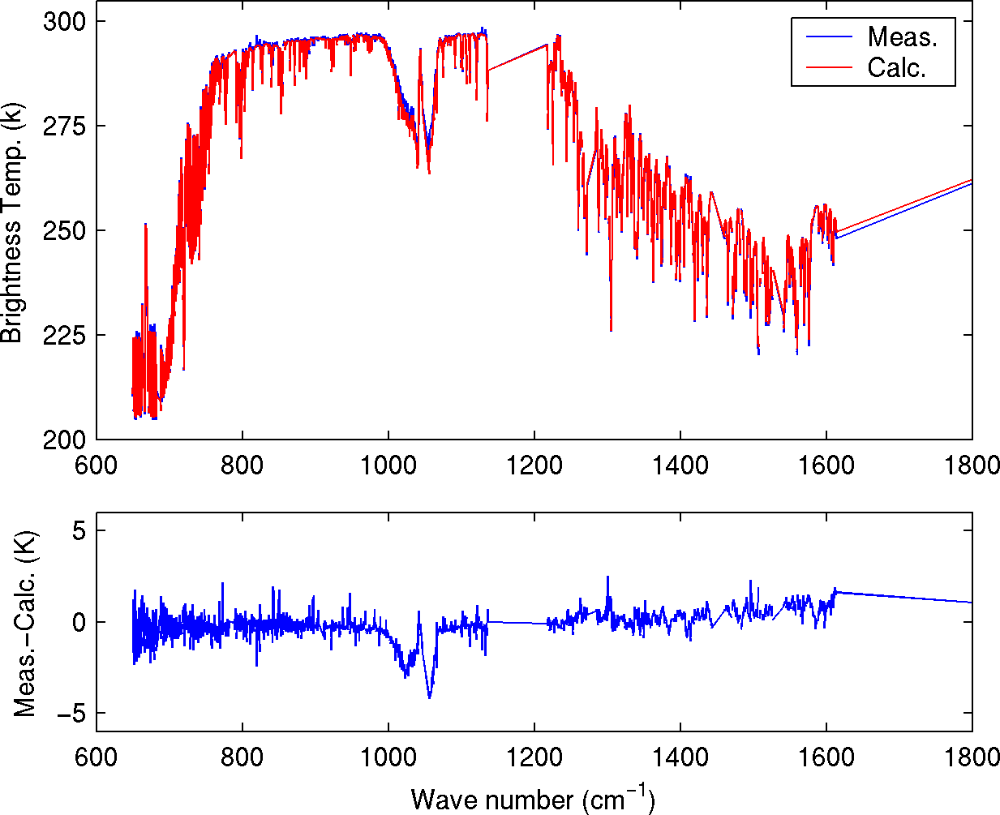 300
275
250
225
200
Brightness Temp. (k)
Meas.
Calc.
600 800 1000 1200 1400 1600 1800
5
0
−5
Meas.−Calc. (K)
600 800 1000 1200 1400 1600 1800
Wave number (cm⁻¹)